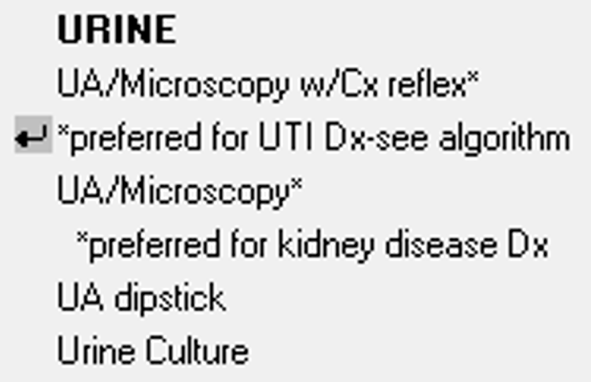 URINE
UA/Microscopy w/Cx reflex*
*preferred for UTI Dx-see algorithm
UA/Microscopy*
*preferred for kidney disease Dx
UA dipstick
Urine Culture